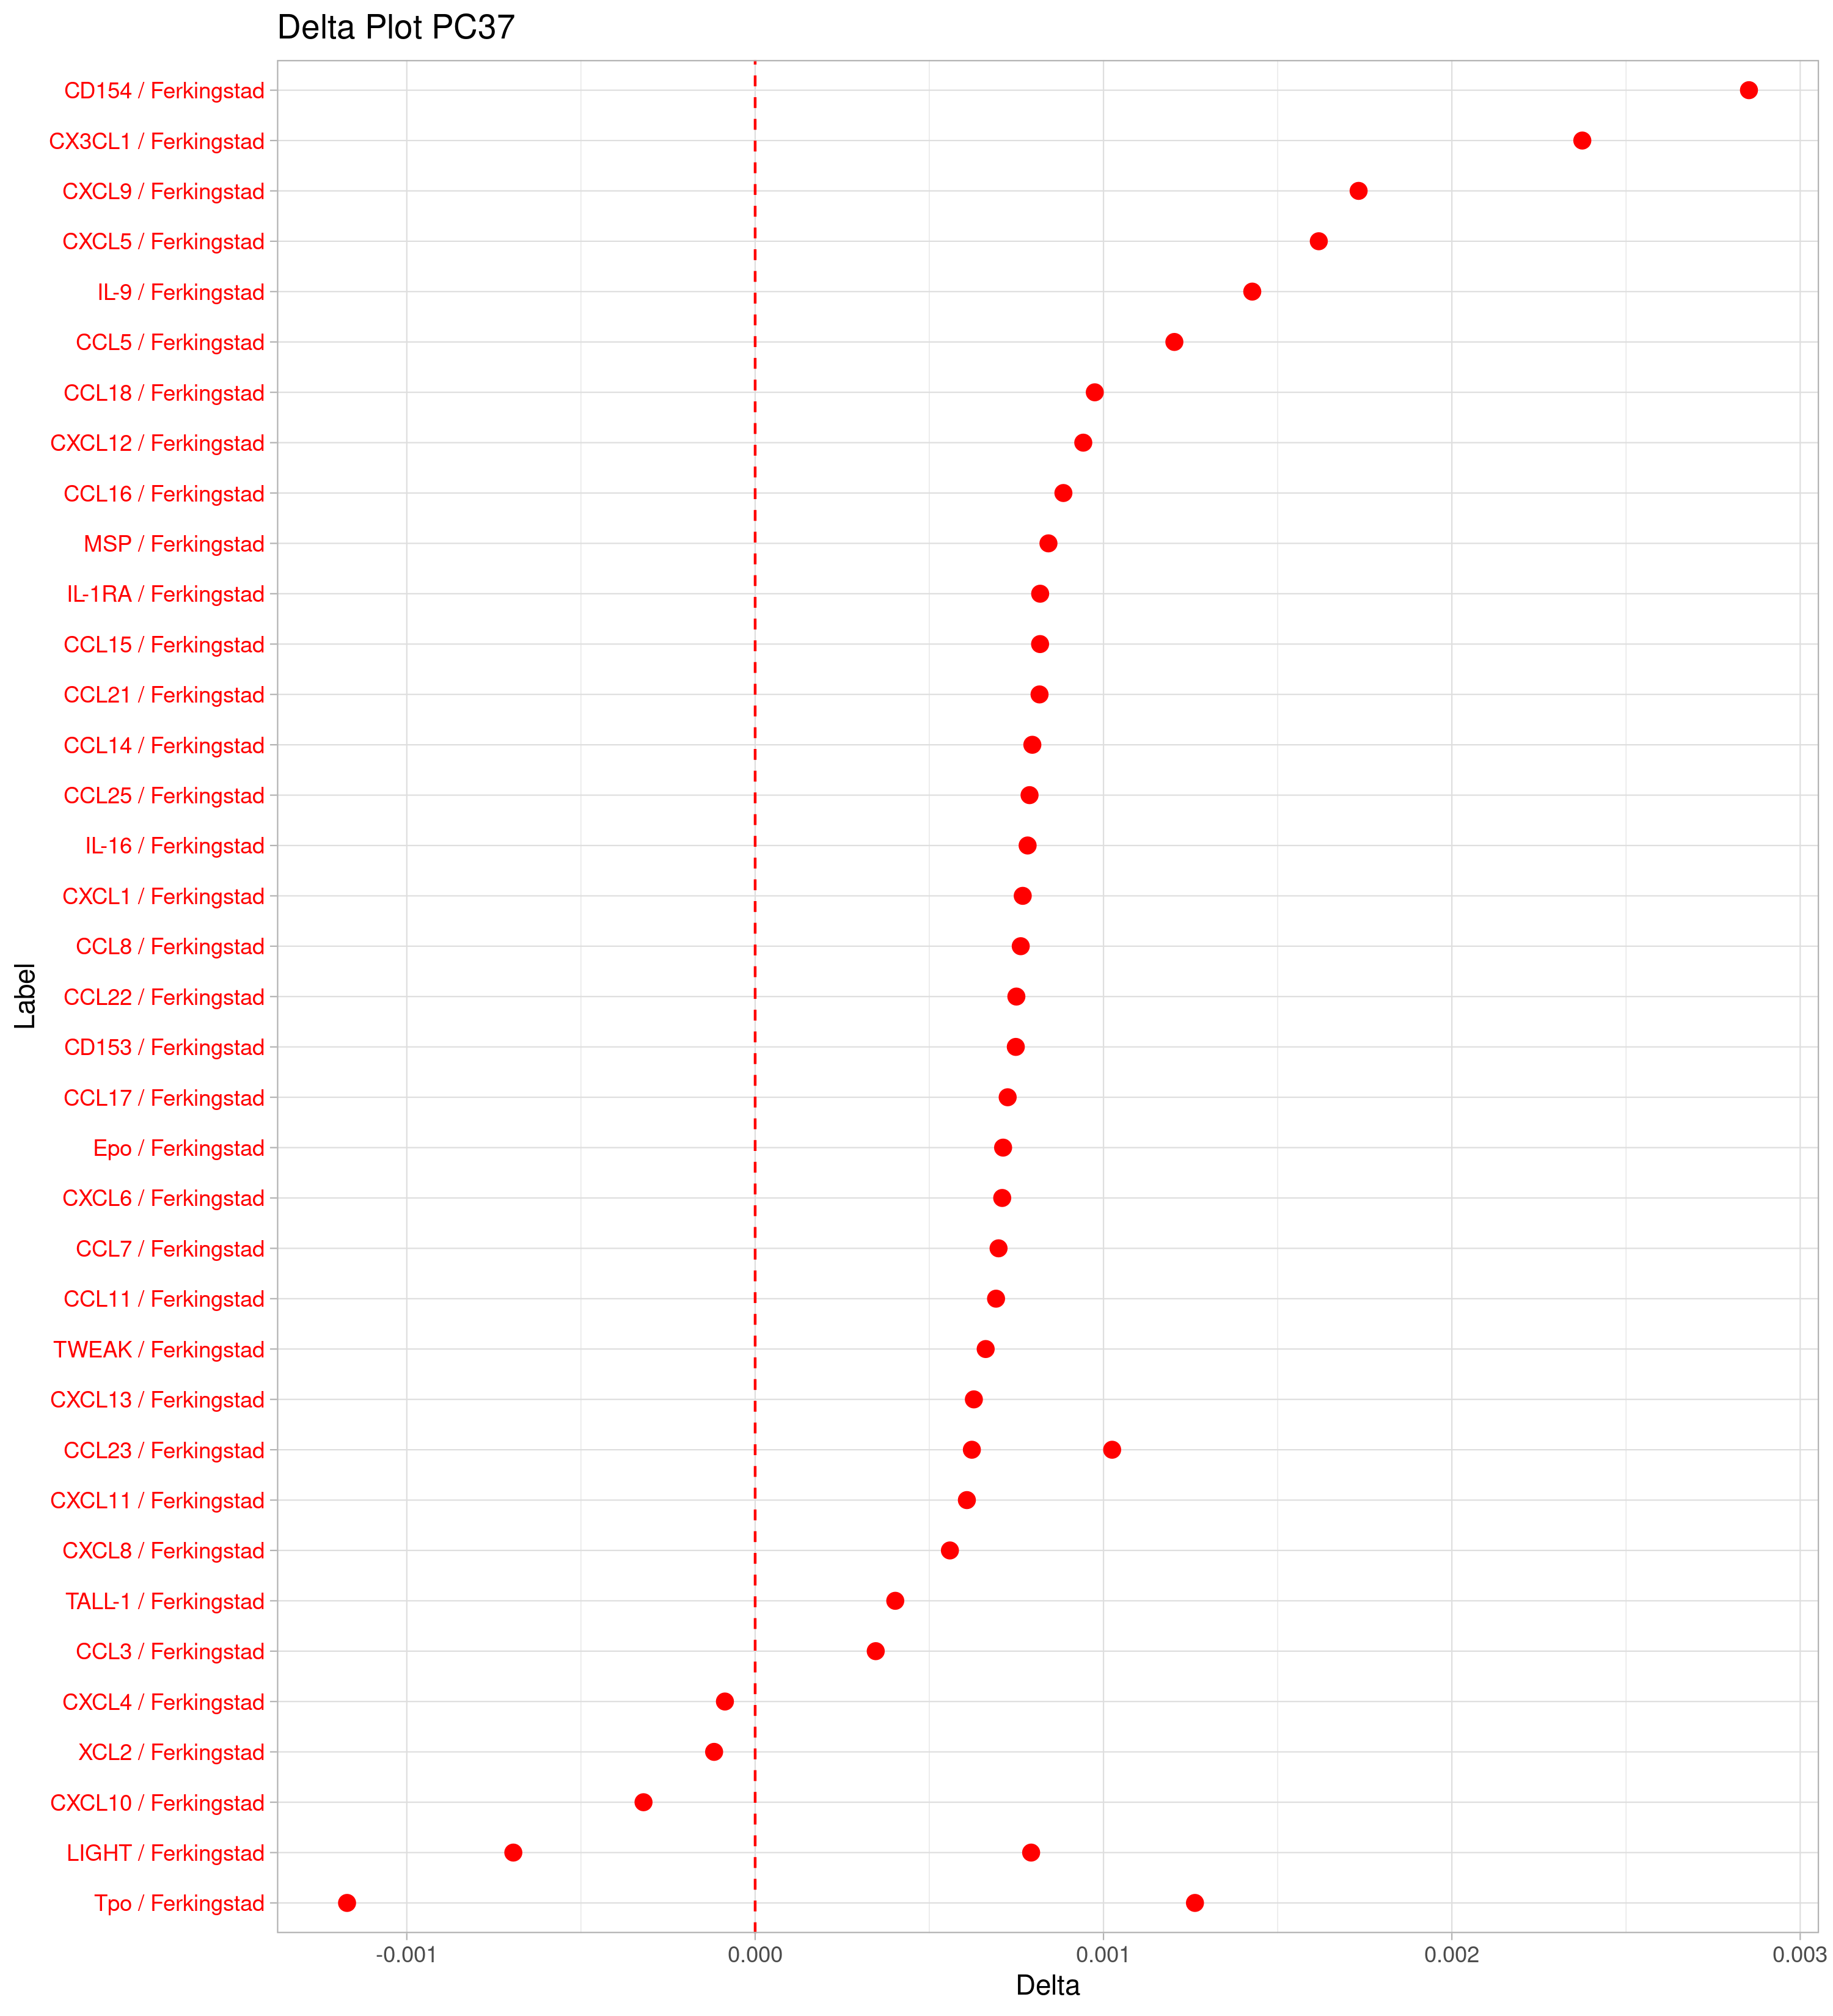 Delta Plot PC37
CD154 / Ferkingstad
CX3CL1 / Ferkingstad
CXCL9 / Ferkingstad
CXCL5 / Ferkingstad
IL-9 / Ferkingstad
CCL5 / Ferkingstad
CCL18 / Ferkingstad
CXCL12 / Ferkingstad
CCL16 / Ferkingstad
MSP / Ferkingstad
IL-1RA / Ferkingstad
CCL15 / Ferkingstad
CCL21 / Ferkingstad
CCL14 / Ferkingstad
CCL25 / Ferkingstad
IL-16 / Ferkingstad
CXCL1 / Ferkingstad
CCL8 / Ferkingstad
CCL22 / Ferkingstad
CD153 / Ferkingstad
CCL17 / Ferkingstad
Epo / Ferkingstad
CXCL6 / Ferkingstad
CCL7 / Ferkingstad
CCL11 / Ferkingstad
TWEAK / Ferkingstad
CXCL13 / Ferkingstad
CCL23 / Ferkingstad
CXCL11 / Ferkingstad
CXCL8 / Ferkingstad
TALL-1 / Ferkingstad
CCL3 / Ferkingstad
CXCL4 / Ferkingstad
XCL2 / Ferkingstad
CXCL10 / Ferkingstad
LIGHT / Ferkingstad
Tpo / Ferkingstad
Label
-0.001 0.000 0.001 0.002 0.003
Delta